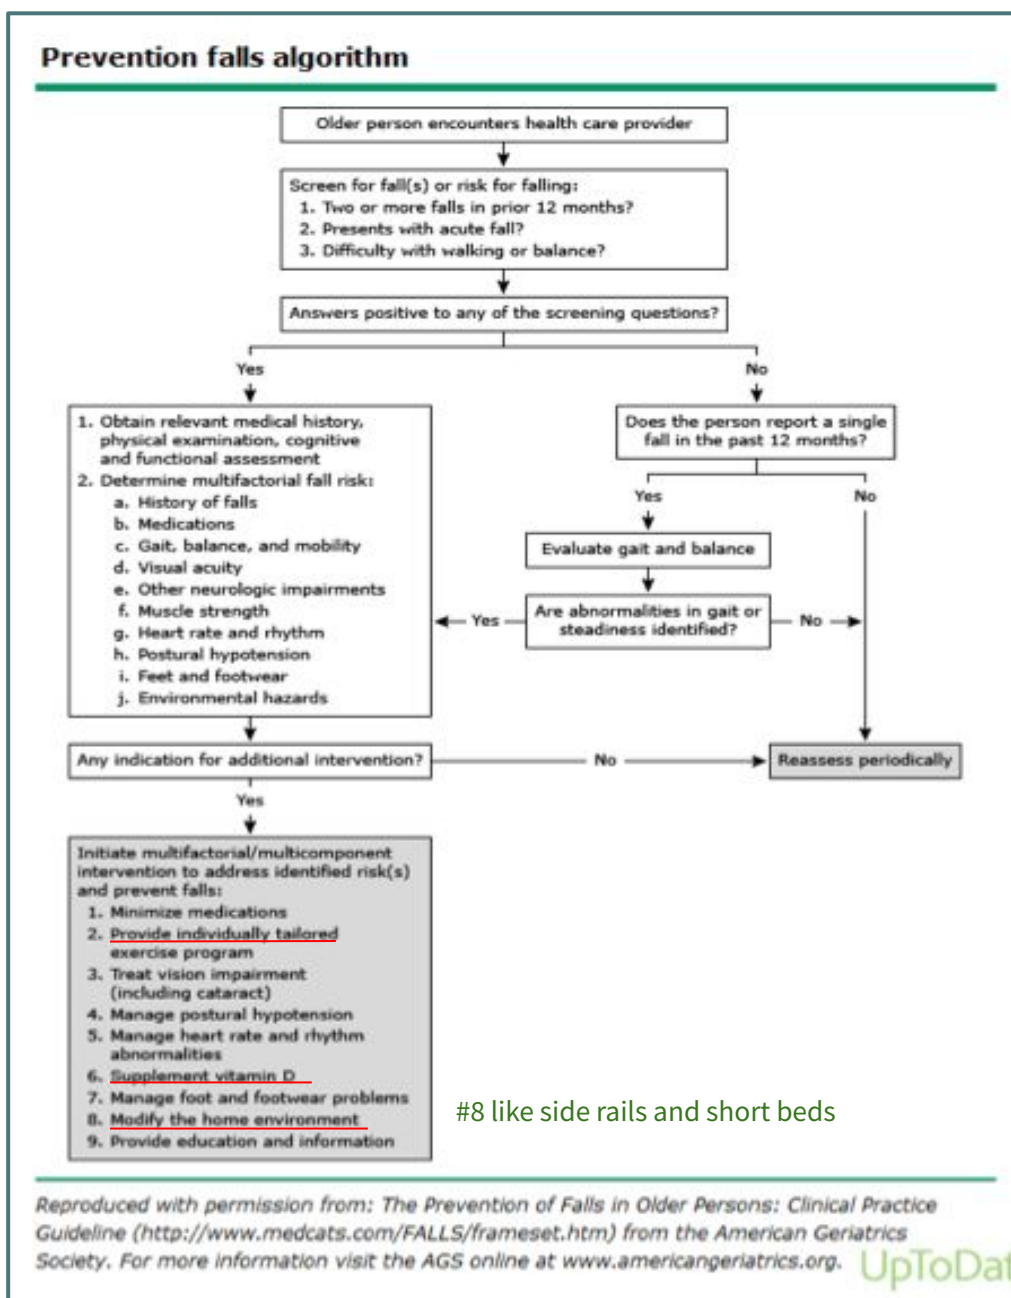 Prevention falls algorithm
Older person encounters health care provider
Screen for fall(s) or risk for falling:
1. Two or more falls in prior 12 months?
2. Presents with acute fall?
3. Difficulty with walking or balance?
Answers positive to any of the screening questions?
Yes
No
1. Obtain relevant medical history,
physical examination, cognitive
and functional assessment
2. Determine multifactorial fall risk:
a. History of falls
b. Medications
c. Gait, balance, and mobility
d. Visual acuity
e. Other neurologic impairments
f. Muscle strength
g. Heart rate and rhythm
h. Postural hypotension
i. Feet and footwear
j. Environmental hazards
Does the person report a single
fall in the past 12 months?
Yes
No
Evaluate gait and balance
Are abnormalities in gait or
steadiness identified?
Yes
No
Any indication for additional intervention?
No
Reassess periodically
Yes
Initiate multifactorial/multicomponent
intervention to address identified risk(s)
and prevent falls:
1. Minimize medications
2. Provide individually tailored
exercise program
3. Treat vision impairment
(including cataract)
4. Manage postural hypotension
5. Manage heart rate and rhythm
abnormalities
6. Supplement vitamin D
7. Manage foot and footwear problems
8. Modify the home environment
9. Provide education and information
#8 like side rails and short beds
Reproduced with permission from: The Prevention of Falls in Older Persons: Clinical Practice
Guideline (http://www.medcats.com/FALLS/frameset.htm) from the American Geriatrics
Society. For more information visit the AGS online at www.americangeriatrics.org.
UpToDat